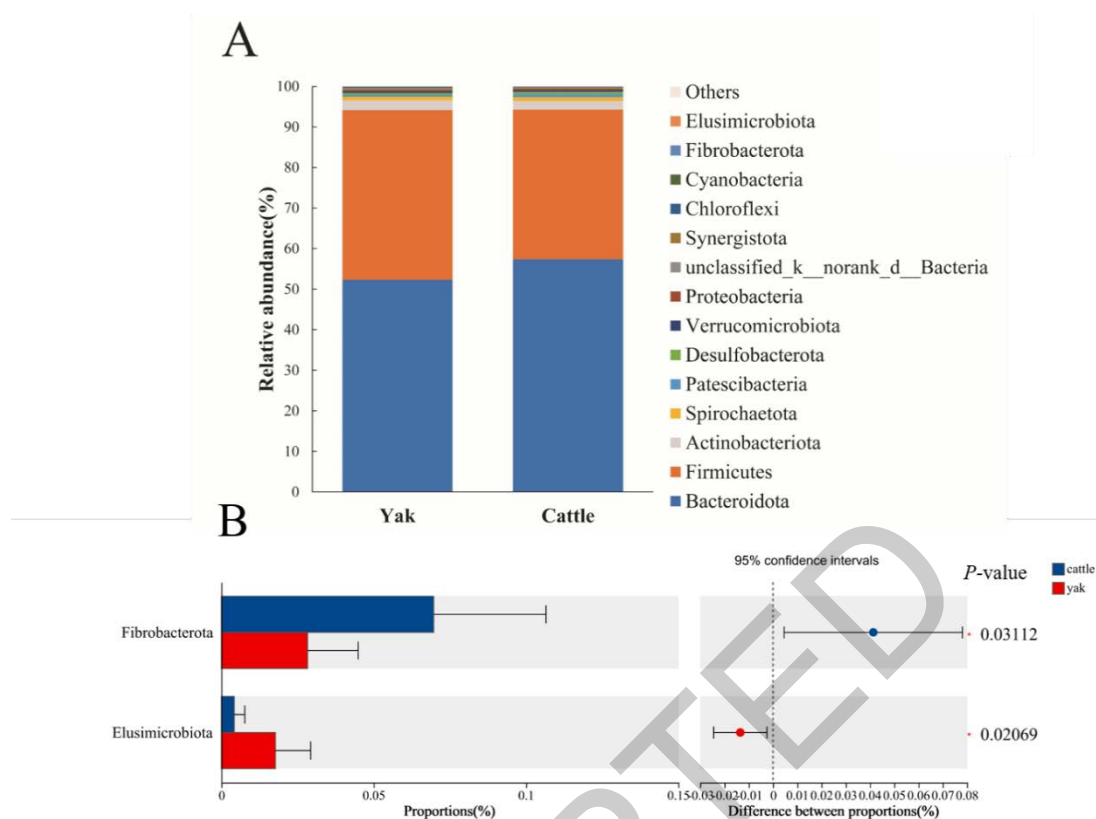 A
100
90
80
70
60
50
40
30
20
10
0
Relative abundance(%)
Yak
Cattle
Others
Elusimicrobiota
Fibrobacterota
Cyanobacteria
Chloroflexi
Synergistota
unclassified_k__norank_d__Bacteria
Proteobacteria
Verrucomicrobiota
Desulfobacterota
Patescibacteria
Spirochaetota
Actinobacteriota
Firmicutes
Bacteroidota
B
95% confidence intervals
P-value
cattle
yak
Fibrobacterota
* 0.03112
Elusimicrobiota
* 0.02069
0 0.05 0.1 0.15
-0.03 -0.02 -0.01 0 0.01 0.02 0.03 0.04 0.05 0.06 0.07 0.08
Proportions(%)
Difference between proportions(%)
PTED